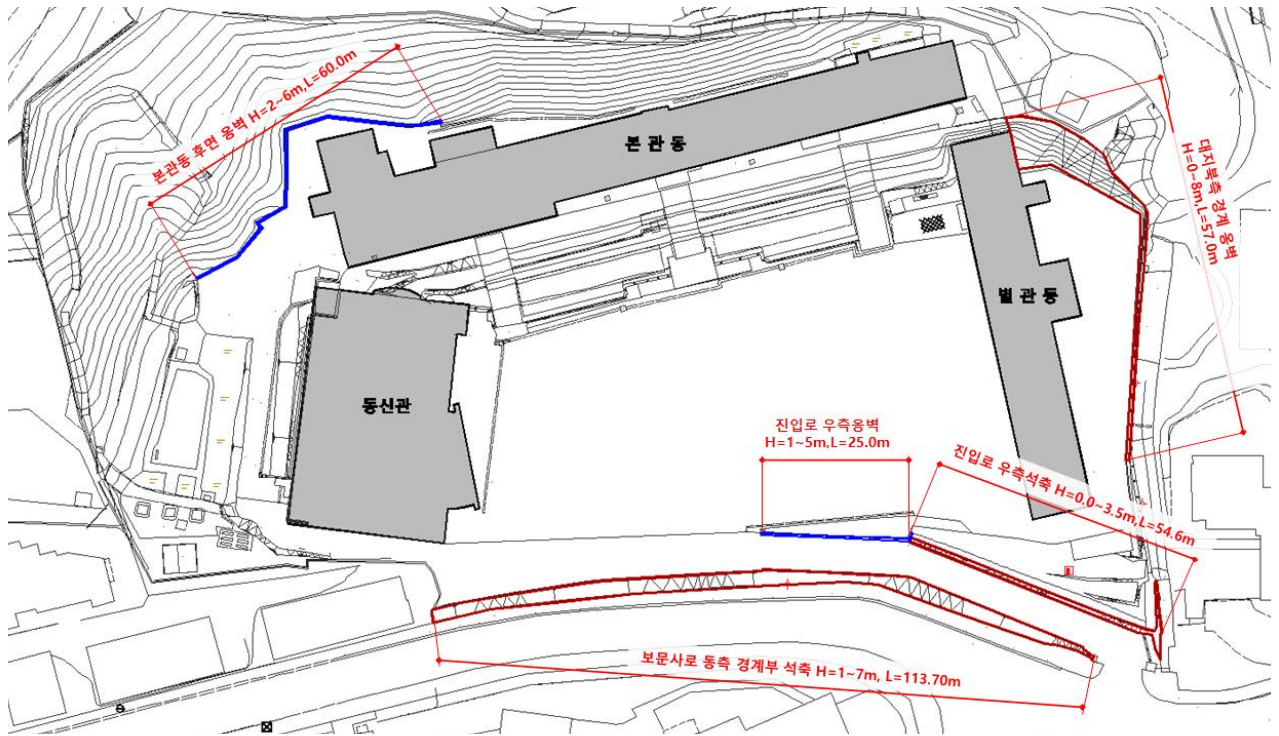 본관동 후면 옹벽 H=2~6m,L=60.0m
본 관 동
대지북측 경계 옹벽
H=0~8m,L=57.0m
별 관 동
동신관
진입로 우측옹벽
H=1~5m,L=25.0m
진입로 우측석축 H=0.0~3.5m,L=54.6m
보문사로 동측 경계부 석축 H=1~7m, L=113.70m